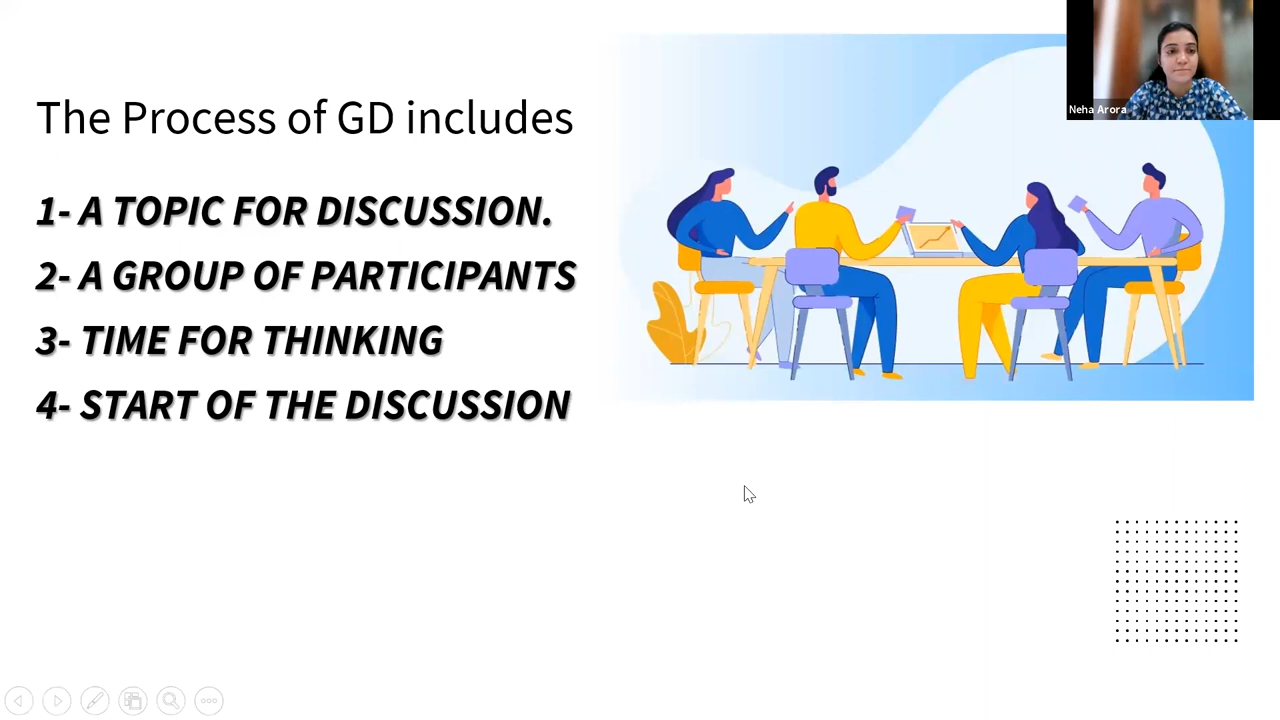 The Process of GD includes
1- A TOPIC FOR DISCUSSION.
2- A GROUP OF PARTICIPANTS
3- TIME FOR THINKING
4- START OF THE DISCUSSION
Neha Arora